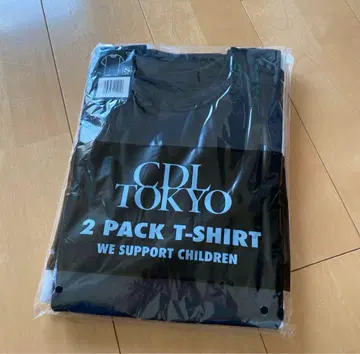 S
CDL
TOKYO
2 PACK T-SHIRT
WE SUPPORT CHILDREN